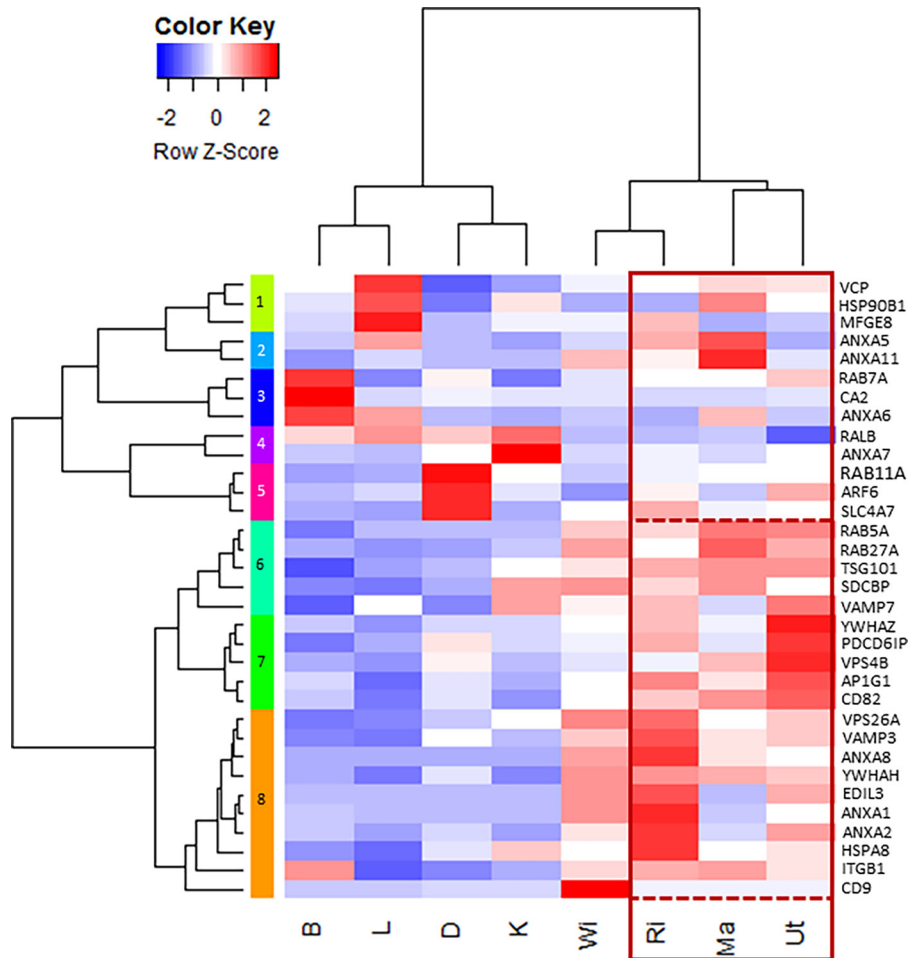 Color Key
-2 0 2
Row Z-Score
1
2
3
4
5
6
7
8
VCP
HSP90B1
MFGE8
ANXA5
ANXA11
RAB7A
CA2
ANXA6
RALB
ANXA7
RAB11A
ARF6
SLC4A7
RAB5A
RAB27A
TSG101
SDCBP
VAMP7
YWHAZ
PDCD6IP
VPS4B
AP1G1
CD82
VPS26A
VAMP3
ANXA8
YWHAH
EDIL3
ANXA1
ANXA2
HSPA8
ITGB1
CD9
B L D K Wi Ri Ma Ut